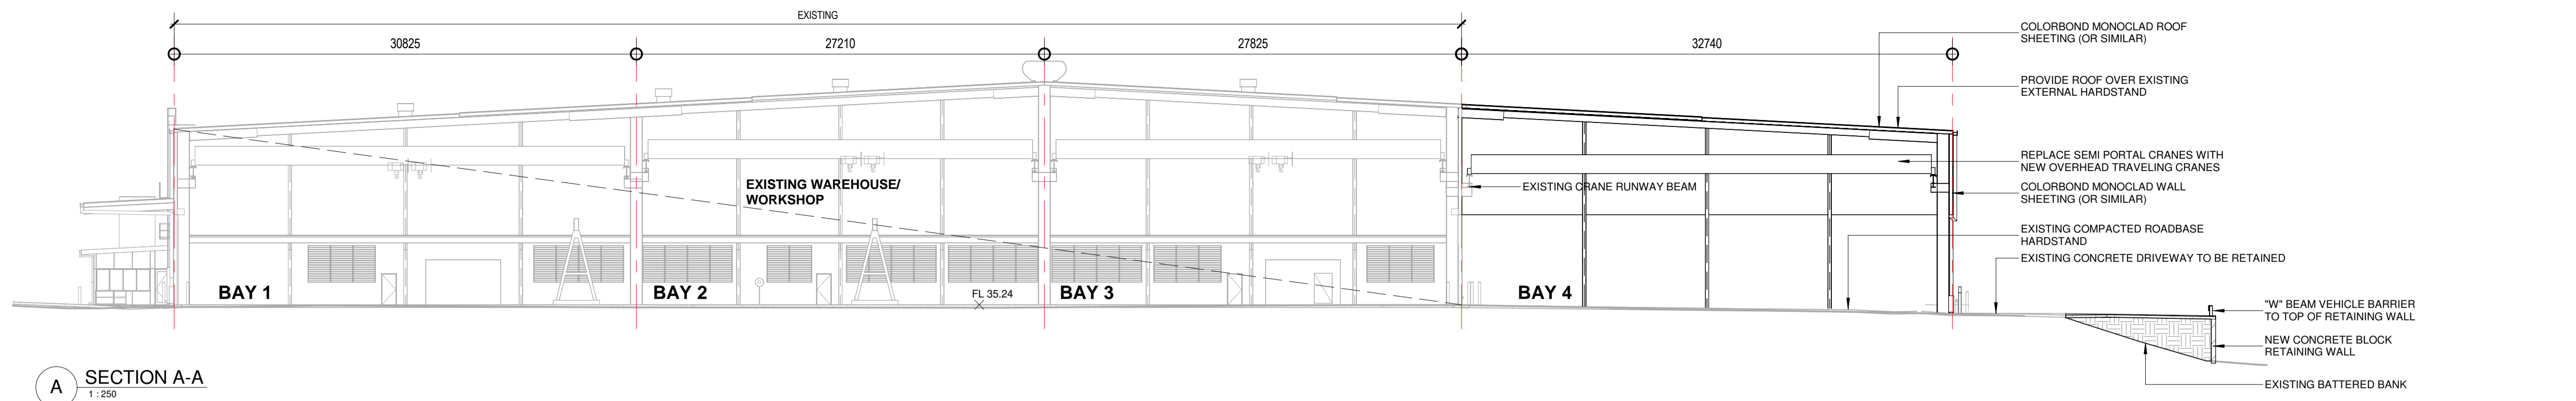 EXISTING
30825
27210
27825
32740
COLORBOND MONOCLAD ROOF
SHEETING (OR SIMILAR)
PROVIDE ROOF OVER EXISTING
EXTERNAL HARDSTAND
REPLACE SEMI PORTAL CRANES WITH
NEW OVERHEAD TRAVELING CRANES
COLORBOND MONOCLAD WALL
SHEETING (OR SIMILAR)
EXISTING COMPACTED ROADBASE
HARDSTAND
EXISTING CONCRETE DRIVEWAY TO BE RETAINED
"W" BEAM VEHICLE BARRIER
TO TOP OF RETAINING WALL
NEW CONCRETE BLOCK
RETAINING WALL
EXISTING BATTERED BANK
EXISTING WAREHOUSE/
WORKSHOP
EXISTING CRANE RUNWAY BEAM
BAY 1
BAY 2
FL 35.24
BAY 3
BAY 4
A
SECTION A-A
1 : 250